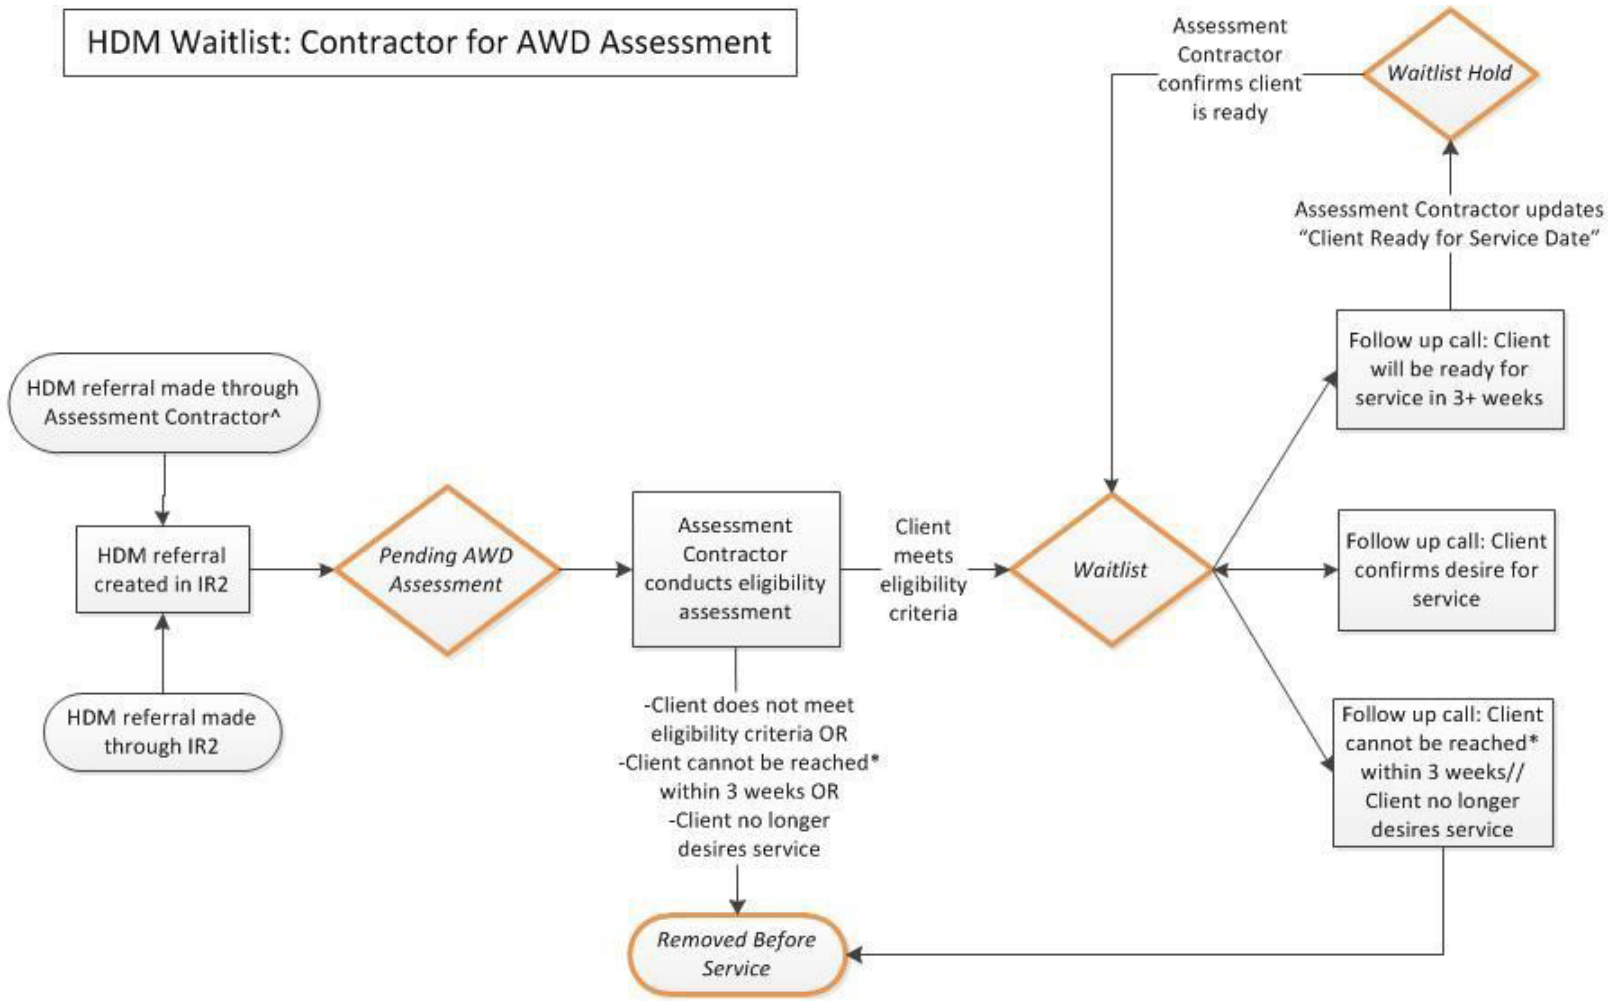 HDM Waitlist: Contractor for AWD Assessment
Assessment
Contractor
confirms client
is ready
Waitlist Hold
Assessment Contractor updates
“Client Ready for Service Date”
Follow up call: Client
will be ready for
service in 3+ weeks
HDM referral made through
Assessment Contractor^
HDM referral
created in IR2
HDM referral made
through IR2
Pending AWD
Assessment
Assessment
Contractor
conducts eligibility
assessment
Client
meets
eligibility
criteria
Waitlist
Follow up call: Client
confirms desire for
service
-Client does not meet
eligibility criteria OR
-Client cannot be reached*
within 3 weeks OR
-Client no longer
desires service
Follow up call: Client
cannot be reached*
within 3 weeks//
Client no longer
desires service
Removed Before
Service